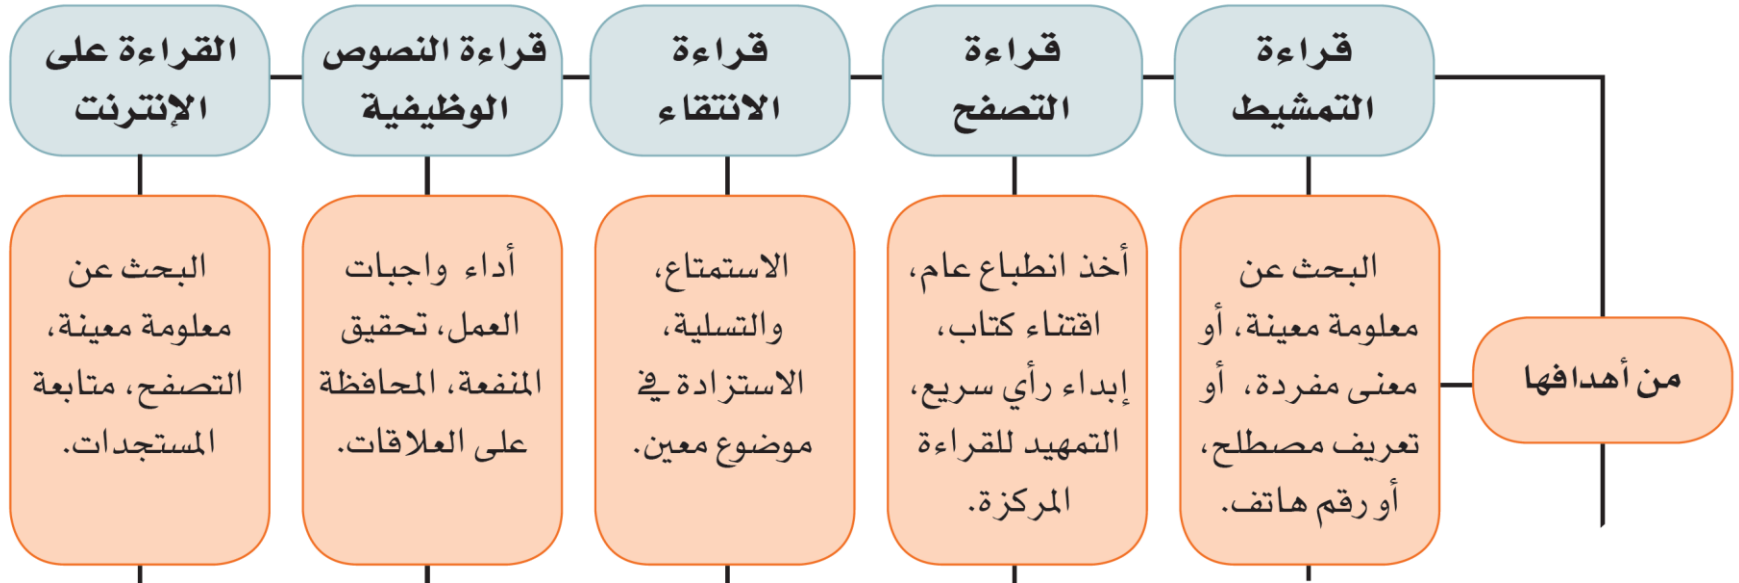 قراءة
التمشيط
قراءة
التصفح
قراءة
الانتقاء
قراءة النصوص
الوظيفية
القراءة على
الإنترنت
من أهدافها
البحث عن
معلومة معينة، أو
معنى مفردة، أو
تعريف مصطلح،
أو رقم هاتف.
أخذ انطباع عام،
اقتناء كتاب،
إبداء رأي سريع،
التمهيد للقراءة
المركزة.
الاستمتاع،
والتسلية،
الاستزادة في
موضوع معين.
أداء واجبات
العمل، تحقيق
المنفعة، المحافظة
على العلاقات.
البحث عن
معلومة معينة،
التصفح، متابعة
المستجدات.